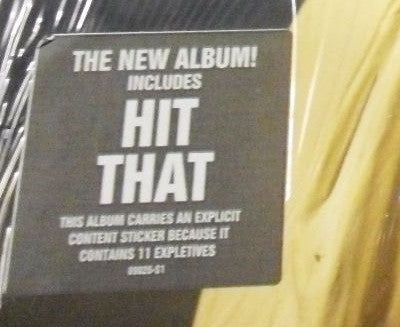 THE NEW ALBUM!
INCLUDES
HIT
THAT
THIS ALBUM CARRIES AN EXPLICIT
CONTENT STICKER BECAUSE IT
CONTAINS 11 EXPLETIVES